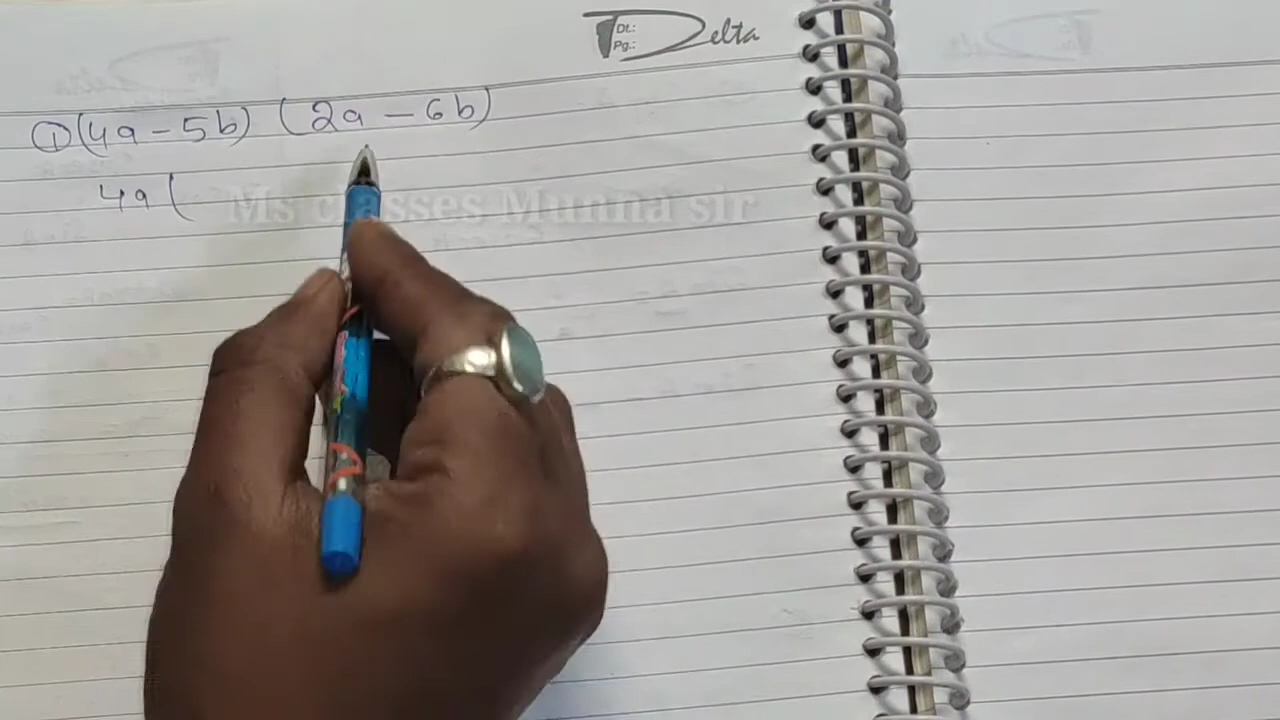 Dt.:
Pg.:
Delta
① (4a - 5b) (2a - 6b)
4a (
Ms classes Munna sir